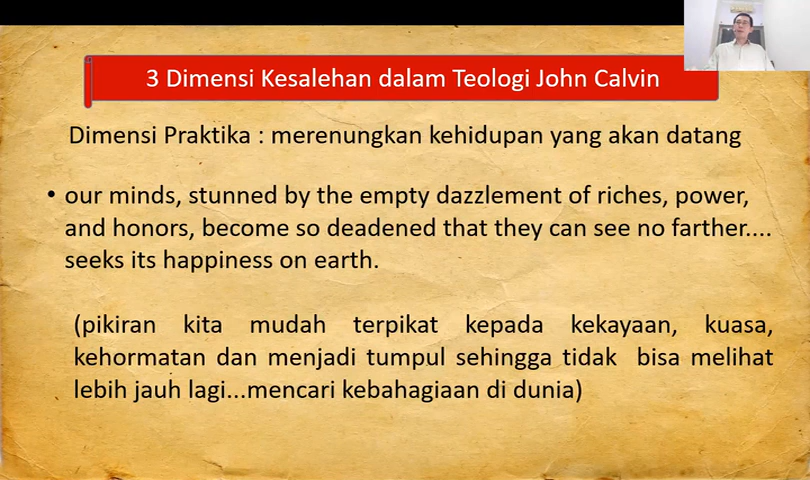 3 Dimensi Kesalehan dalam Teologi John Calvin
Dimensi Praktika : merenungkan kehidupan yang akan datang
• our minds, stunned by the empty dazzlement of riches, power,
and honors, become so deadened that they can see no farther....
seeks its happiness on earth.
(pikiran kita mudah terpikat kepada kekayaan, kuasa,
kehormatan dan menjadi tumpul sehingga tidak bisa melihat
lebih jauh lagi...mencari kebahagiaan di dunia)